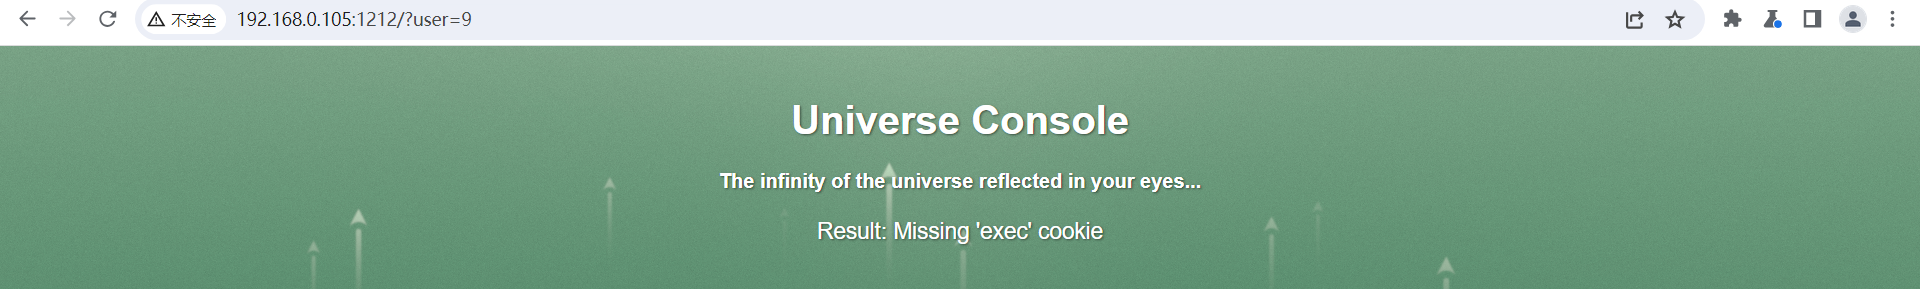 不安全 192.168.0.105:1212/?user=9
Universe Console
The infinity of the universe reflected in your eyes...
Result: Missing 'exec' cookie